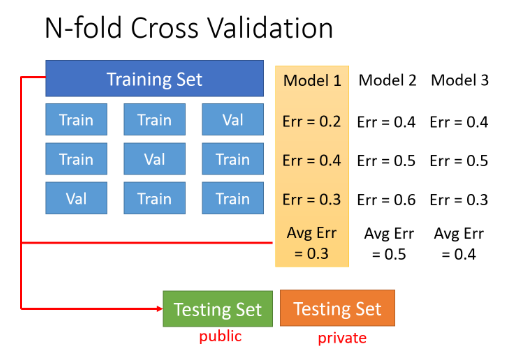 N-fold Cross Validation
Training Set
Model 1 Model 2 Model 3
Train Train Val
Err = 0.2 Err = 0.4 Err = 0.4
Train Val Train
Err = 0.4 Err = 0.5 Err = 0.5
Val Train Train
Err = 0.3 Err = 0.6 Err = 0.3
Avg Err
= 0.3
Avg Err
= 0.5
Avg Err
= 0.4
Testing Set
public
Testing Set
private